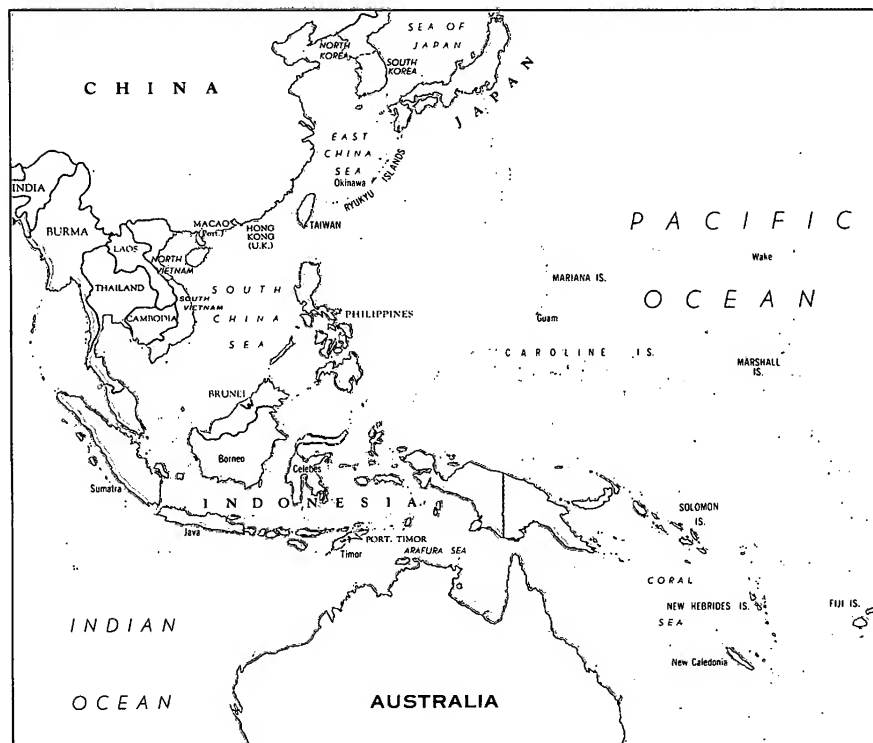 SEA OF
JAPAN
NORTH
KOREA
SOUTH
KOREA
CHINA
JAPAN
EAST
CHINA
SEA
Okinawa
RYUKYU ISLANDS
INDIA
BURMA
MACAO
(Port.)
HONG
KONG
(U.K.)
TAIWAN
PACIFIC
OCEAN
LAOS
NORTH
VIETNAM
Wake
THAILAND
SOUTH
VIETNAM
CAMBODIA
SOUTH
CHINA
SEA
MARIANA IS.
Guam
PHILIPPINES
CAROLINE IS.
MARSHALL
IS.
BRUNEI
Borneo
Celebes
Sumatra
INDONESIA
SOLOMON
IS.
Java
PORT. TIMOR
Timor
ARAFURA SEA
CORAL
SEA
NEW HEBRIDES IS.
FIJI IS.
New Caledonia
INDIAN
OCEAN
AUSTRALIA